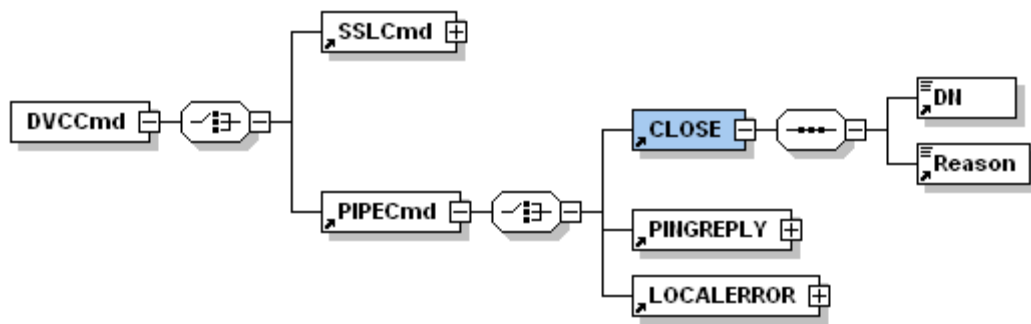 SSLCmd
DVCCmd
DN
CLOSE
Reason
PIPECmd
PINGREPLY
LOCALERROR